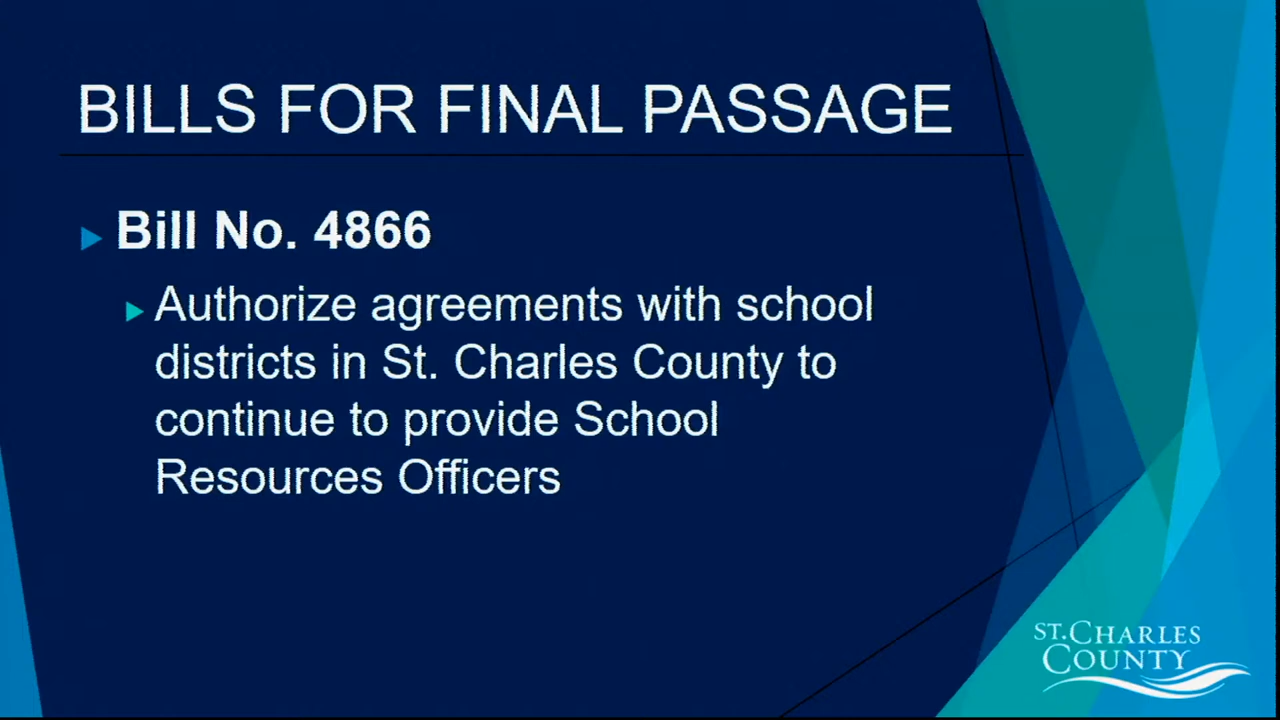 BILLS FOR FINAL PASSAGE
Bill No. 4866
Authorize agreements with school
districts in St. Charles County to
continue to provide School
Resources Officers
ST. CHARLES
COUNTY